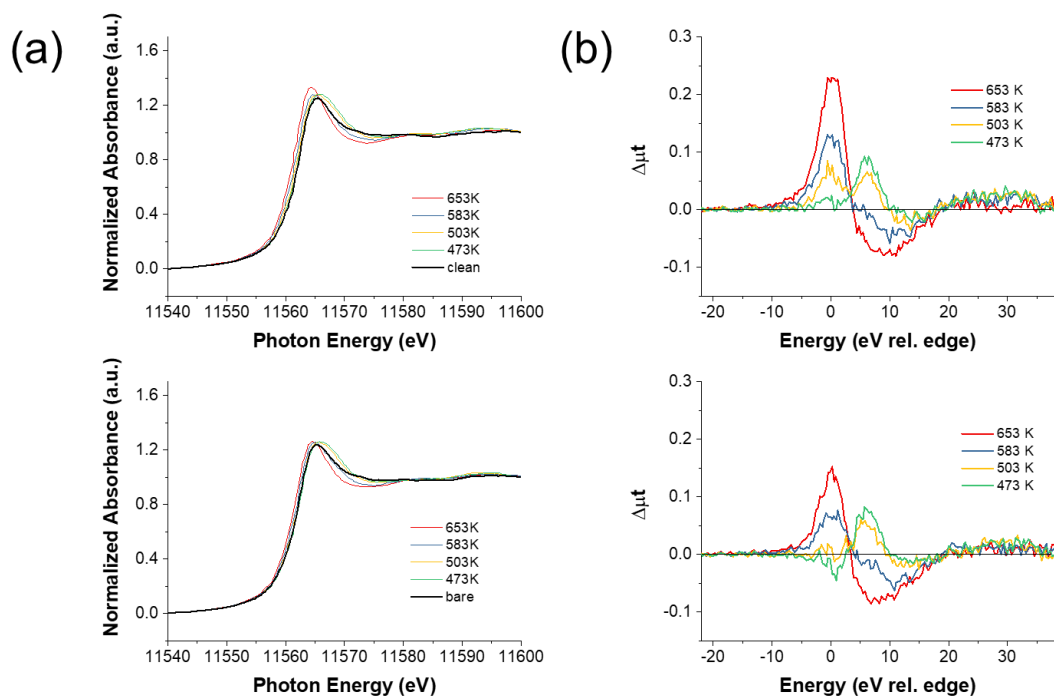 (a)
Normalized Absorbance (a.u.)
1.6
1.2
0.8
0.4
0.0
653K
583K
503K
473K
clean
11540 11550 11560 11570 11580 11590 11600
Photon Energy (eV)
(b)
Δμt
0.3
0.2
0.1
0.0
-0.1
653 K
583 K
503 K
473 K
-20 -10 0 10 20 30
Energy (eV rel. edge)
Normalized Absorbance (a.u.)
1.6
1.2
0.8
0.4
0.0
653K
583K
503K
473K
bare
11540 11550 11560 11570 11580 11590 11600
Photon Energy (eV)
Δμt
0.3
0.2
0.1
0.0
-0.1
653 K
583 K
503 K
473 K
-20 -10 0 10 20 30
Energy (eV rel. edge)